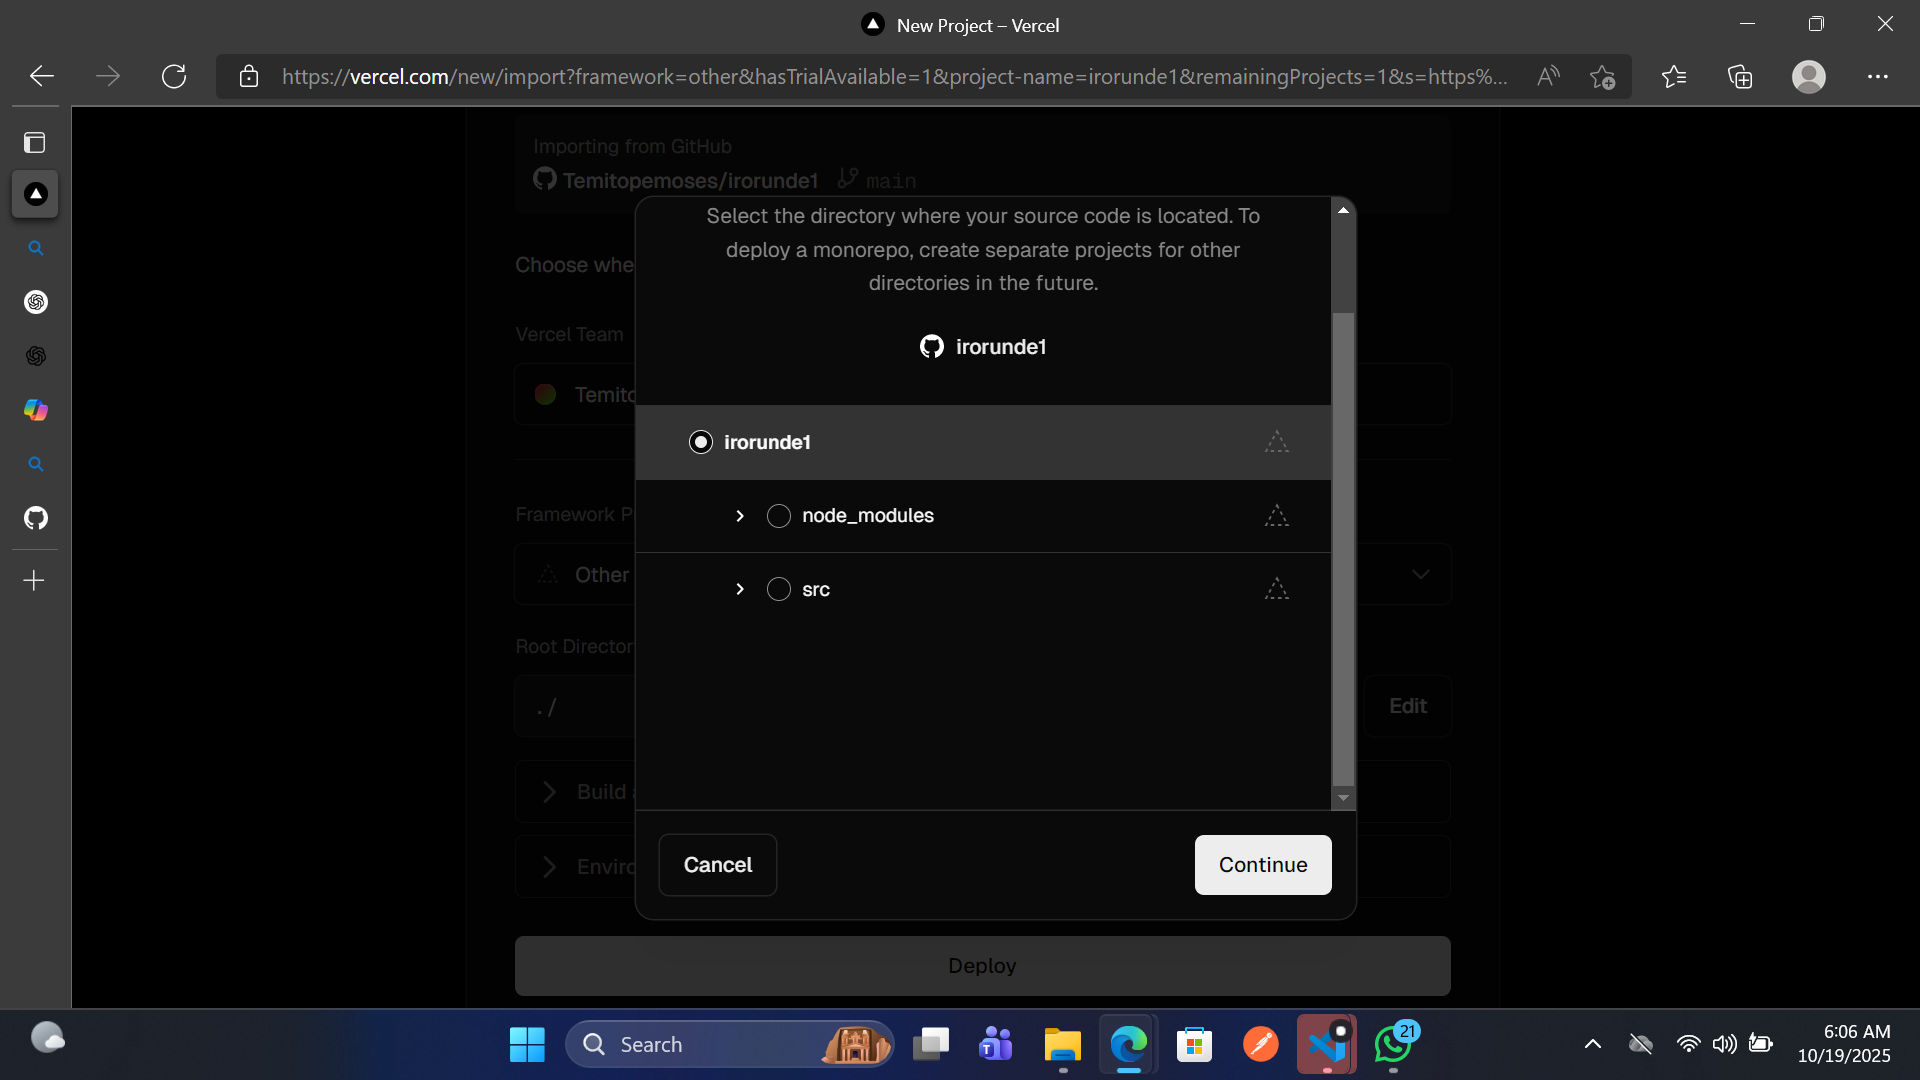 New Project – Vercel
https://vercel.com/new/import?framework=other&hasTrialAvailable=1&project-name=irorunde1&remainingProjects=1&s=https%...
Importing from GitHub
Temitopemoses/irorunde1 main
Select the directory where your source code is located. To
deploy a monorepo, create separate projects for other
directories in the future.
Choose whe
Vercel Team
irorunde1
Temito
irorunde1
Framework P
node_modules
Other
src
Root Director
./
Edit
Build
Enviro
Cancel
Continue
Deploy
Search
21
6:06 AM
10/19/2025